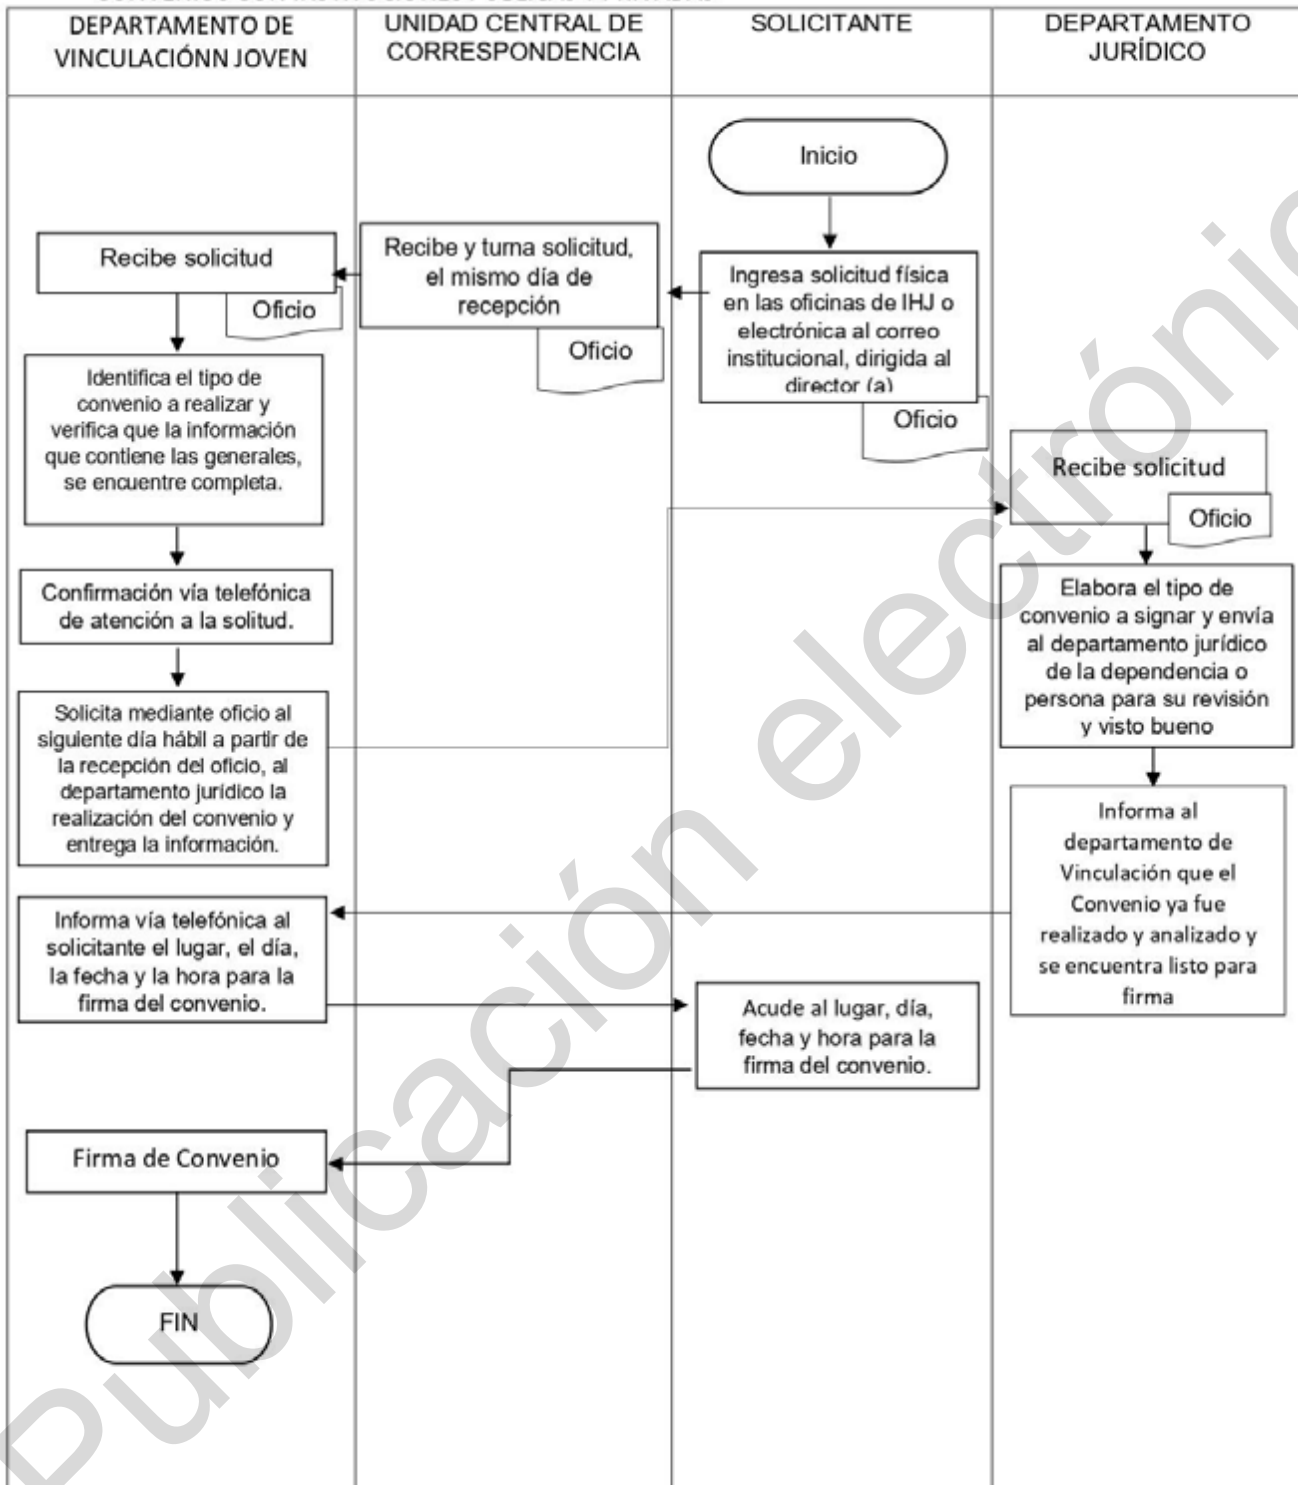 DEPARTAMENTO DE
VINCULACIÓNN JOVEN
UNIDAD CENTRAL DE
CORRESPONDENCIA
SOLICITANTE
DEPARTAMENTO
JURÍDICO
Inicio
Ingresa solicitud física
en las oficinas de IHJ o
electrónica al correo
institucional, dirigida al
director (a)
Oficio
Recibe y turna solicitud,
el mismo día de
recepción
Oficio
Recibe solicitud
Oficio
Identifica el tipo de
convenio a realizar y
verifica que la información
que contiene las generales,
se encuentre completa.
Confirmación vía telefónica
de atención a la solitud.
Solicita mediante oficio al
siguiente día hábil a partir de
la recepción del oficio, al
departamento jurídico la
realización del convenio y
entrega la información.
Recibe solicitud
Oficio
Elabora el tipo de
convenio a signar y envía
al departamento jurídico
de la dependencia o
persona para su revisión
y visto bueno
Informa al
departamento de
Vinculación que el
Convenio ya fue
realizado y analizado y
se encuentra listo para
firma
Informa vía telefónica al
solicitante el lugar, el día,
la fecha y la hora para la
firma del convenio.
Acude al lugar, día,
fecha y hora para la
firma del convenio.
Firma de Convenio
FIN
Publicación electrónic